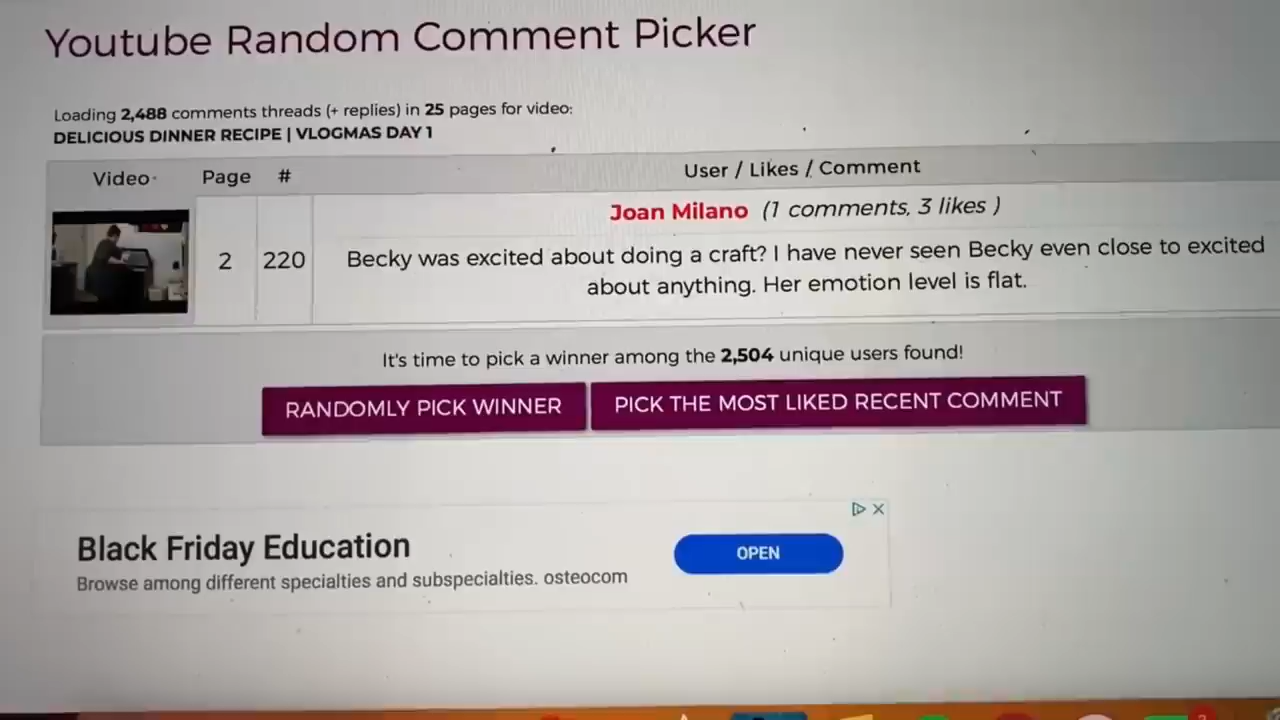 Youtube Random Comment Picker
Loading 2,488 comments threads (+ replies) in 25 pages for video:
DELICIOUS DINNER RECIPE | VLOGMAS DAY 1
Video Page # User / Likes / Comment
Joan Milano (1 comments, 3 likes )
2 220 Becky was excited about doing a craft? I have never seen Becky even close to excited
about anything. Her emotion level is flat.
It's time to pick a winner among the 2,504 unique users found!
RANDOMLY PICK WINNER PICK THE MOST LIKED RECENT COMMENT
Black Friday Education
OPEN
Browse among different specialties and subspecialties. osteocom